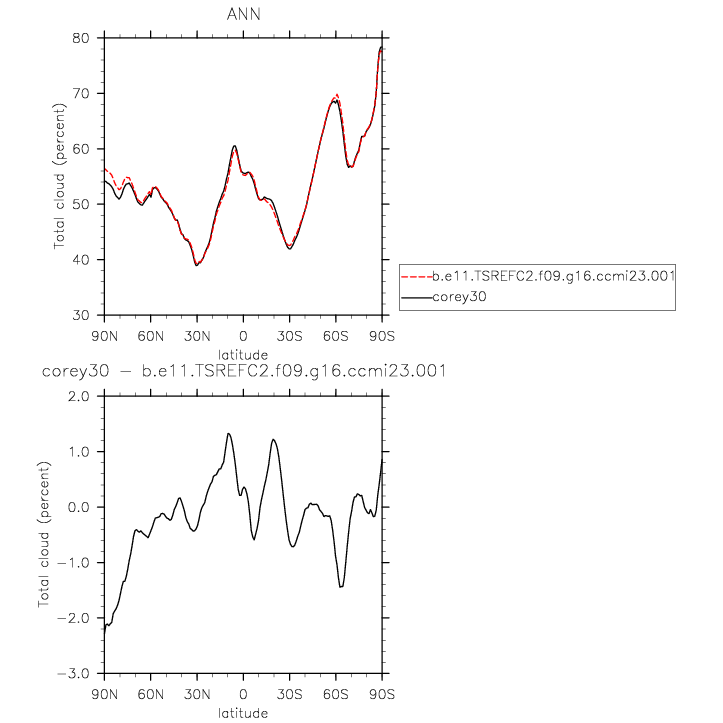 ANN
Total cloud (percent)
80
70
60
50
40
30
90N 60N 30N 0 30S 60S 90S
latitude
b.e11.TSREFC2.f09.g16.ccmi23.001
corey30
corey30 − b.e11.TSREFC2.f09.g16.ccmi23.001
Total cloud (percent)
2.0
1.0
0.0
−1.0
−2.0
−3.0
90N 60N 30N 0 30S 60S 90S
latitude